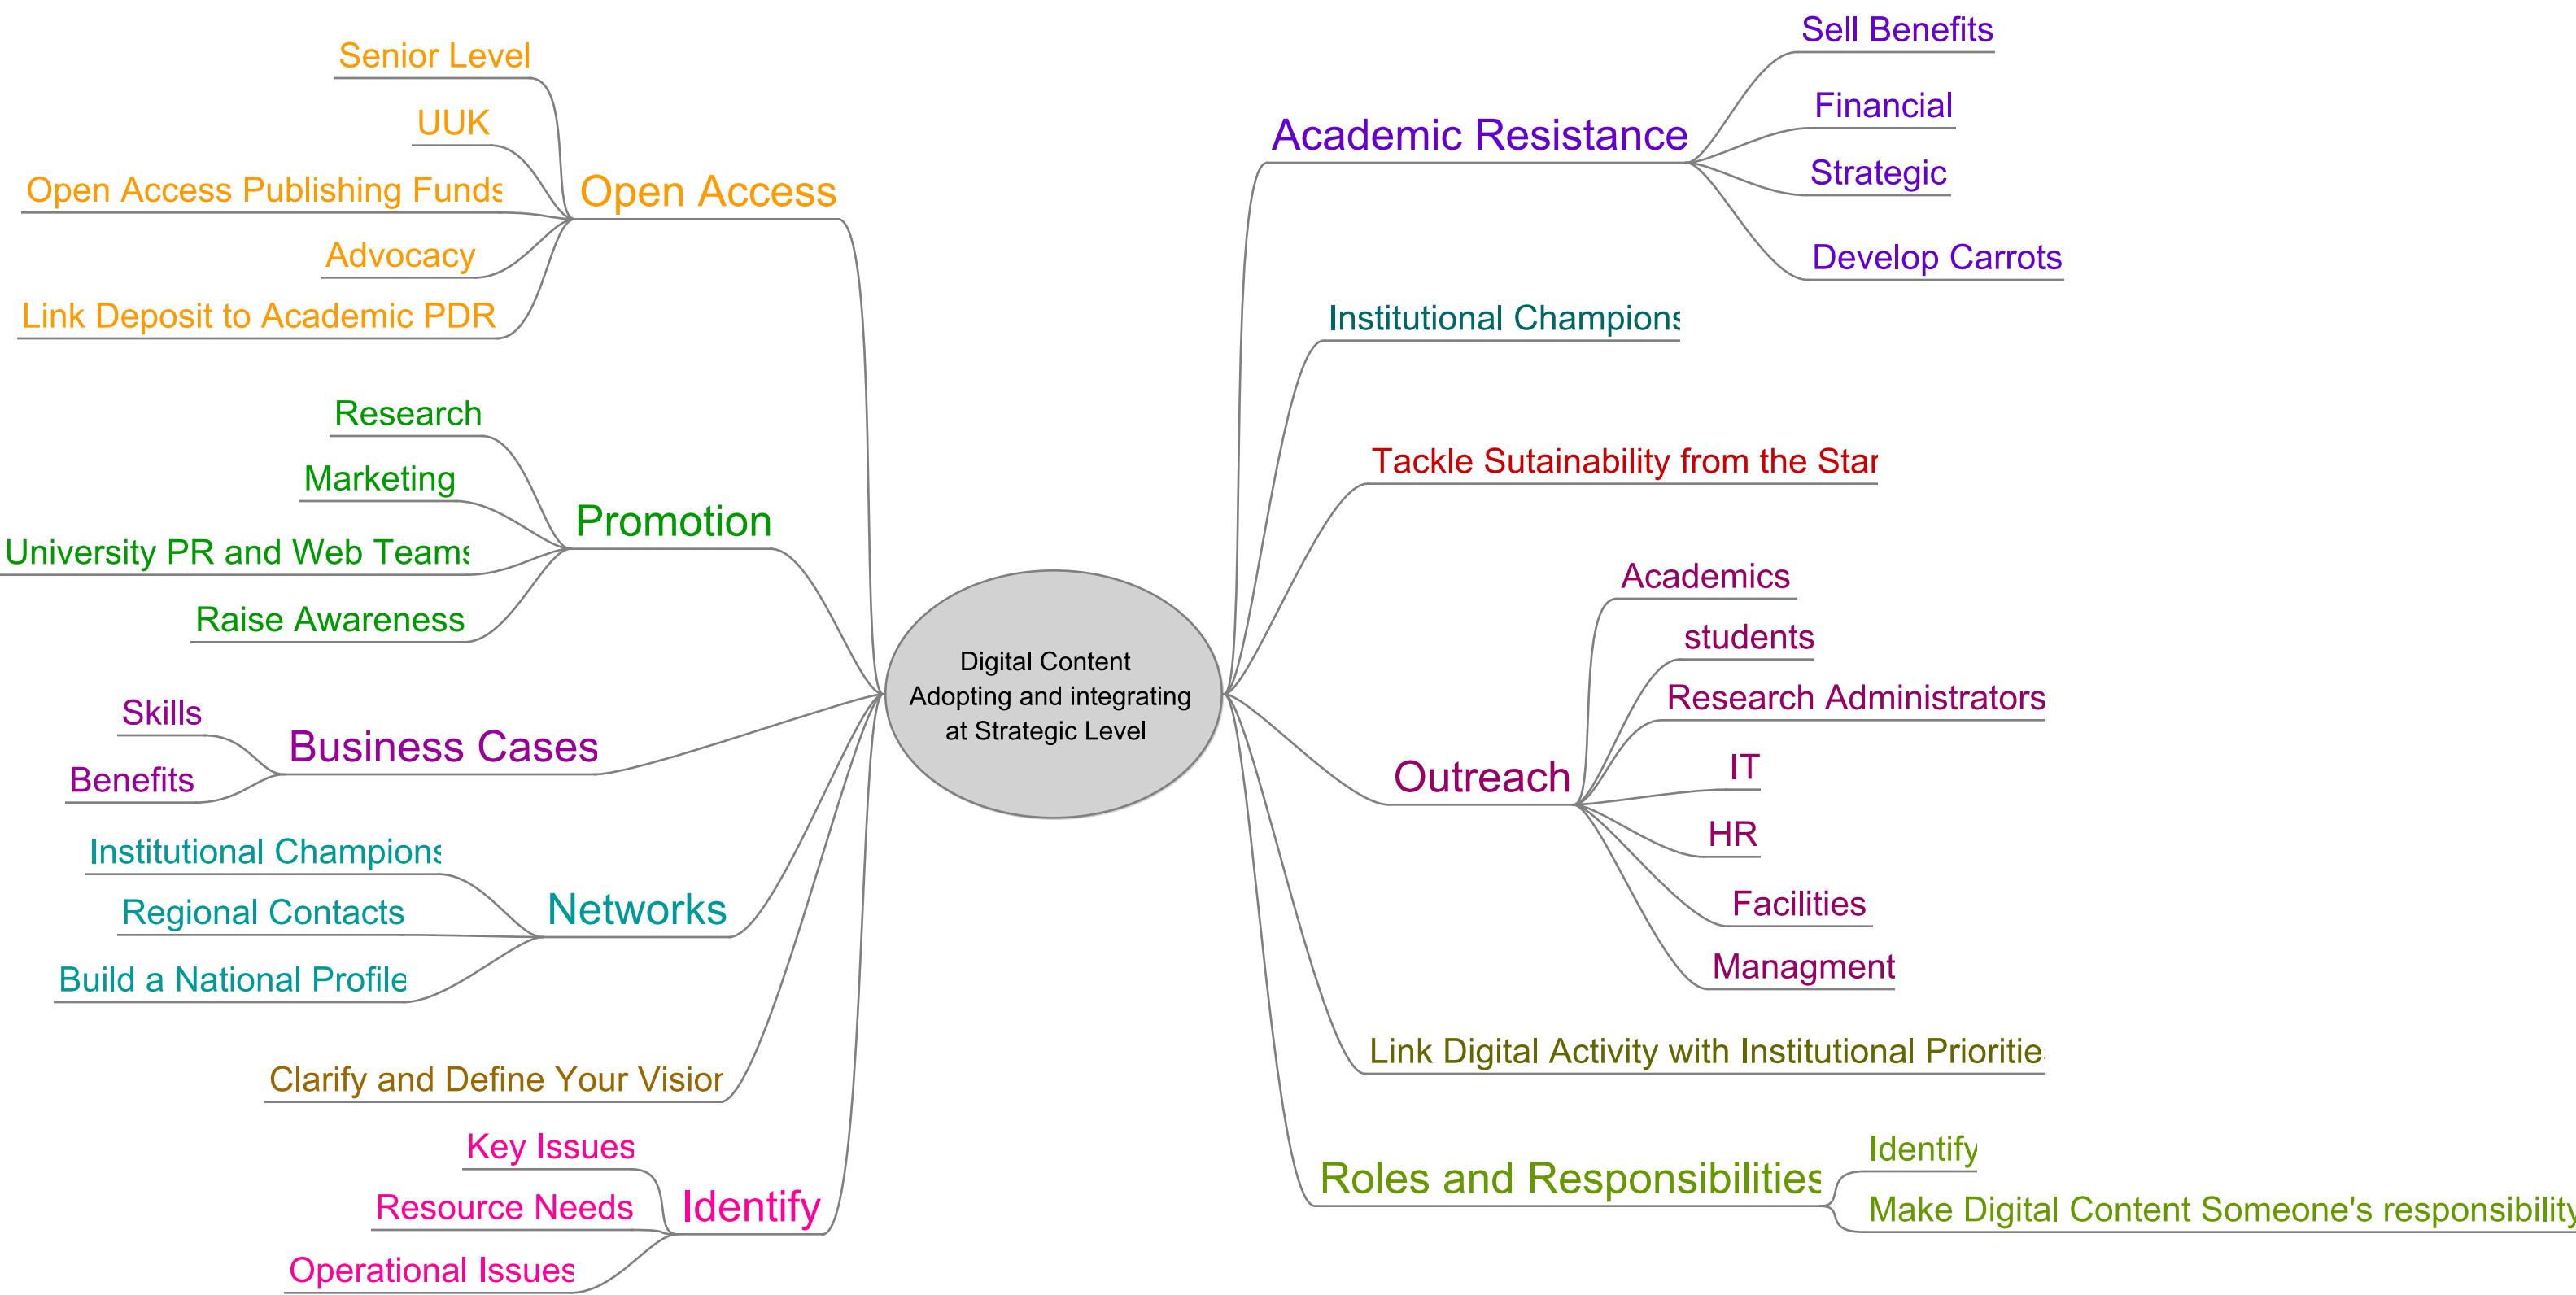 Senior Level
UUK
Open Access Publishing Funds
Advocacy
Link Deposit to Academic PDR
Open Access
Research
Marketing
University PR and Web Teams
Raise Awareness
Promotion
Skills
Benefits
Business Cases
Institutional Champions
Regional Contacts
Build a National Profile
Networks
Clarify and Define Your Vision
Key Issues
Resource Needs
Operational Issues
Identify
Digital Content
Adopting and integrating
at Strategic Level
Academic Resistance
Sell Benefits
Financial
Strategic
Develop Carrots
Institutional Champions
Tackle Sutainability from the Star
Outreach
Academics
students
Research Administrators
IT
HR
Facilities
Managment
Link Digital Activity with Institutional Prioritie
Roles and Responsibilities
Identify
Make Digital Content Someone's responsibility